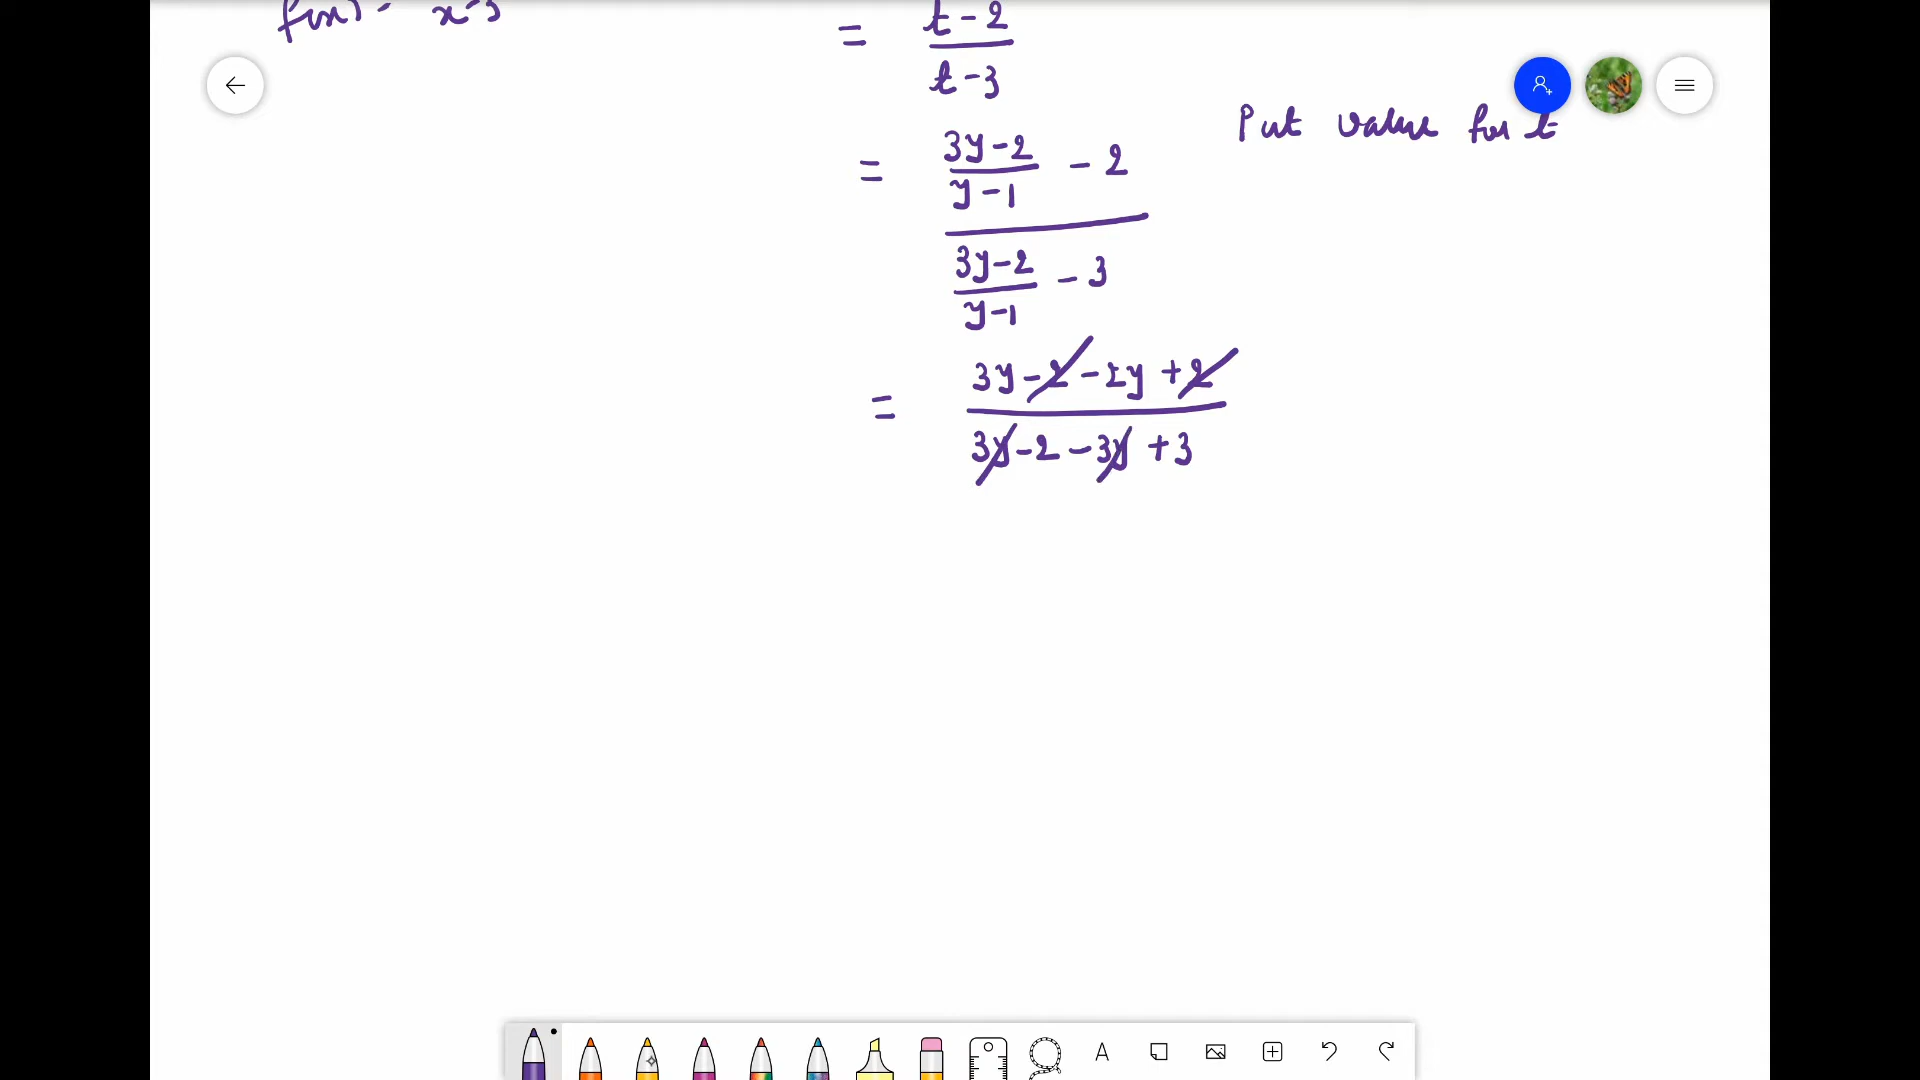 f(x) = x-3
= t-2
t-3
Put value for t
= 3y-2 -2
y-1
3y-2 -3
y-1
= 3y-2-2y+2
3y-2-3y+3
A